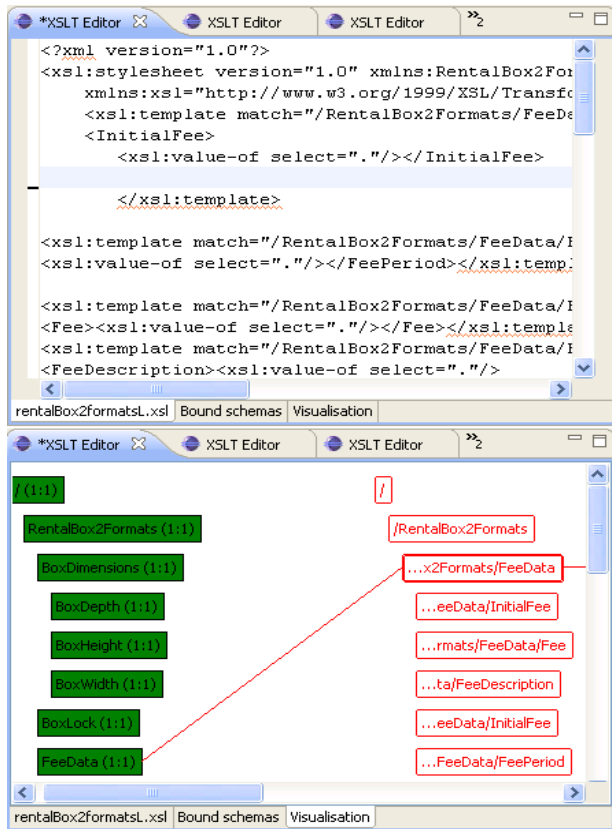 *XSLT Editor XSLT Editor XSLT Editor »2
<?xml version="1.0"?>
<xsl:stylesheet version="1.0" xmlns:RentalBox2For
xmlns:xsl="http://www.w3.org/1999/XSL/Transfo
<xsl:template match="/RentalBox2Formats/FeeDa
<InitialFee>
<xsl:value-of select="."/></InitialFee>
</xsl:template>
<xsl:template match="/RentalBox2Formats/FeeData/F
<xsl:value-of select="."/></FeePeriod></xsl:templ
<xsl:template match="/RentalBox2Formats/FeeData/F
<Fee><xsl:value-of select="."/></Fee></xsl:templa
<xsl:template match="/RentalBox2Formats/FeeData/F
<FeeDescription><xsl:value-of select="."/>
rentalBox2formatsL.xsl Bound schemas Visualisation
*XSLT Editor XSLT Editor XSLT Editor »2
/ (1:1) /
RentalBox2Formats (1:1) /RentalBox2Formats
BoxDimensions (1:1) ...x2Formats/FeeData
BoxDepth (1:1) ...eeData/InitialFee
BoxHeight (1:1) ...rmats/FeeData/Fee
BoxWidth (1:1) ...ta/FeeDescription
BoxLock (1:1) ...eeData/InitialFee
FeeData (1:1) ...FeeData/FeePeriod
rentalBox2formatsL.xsl Bound schemas Visualisation